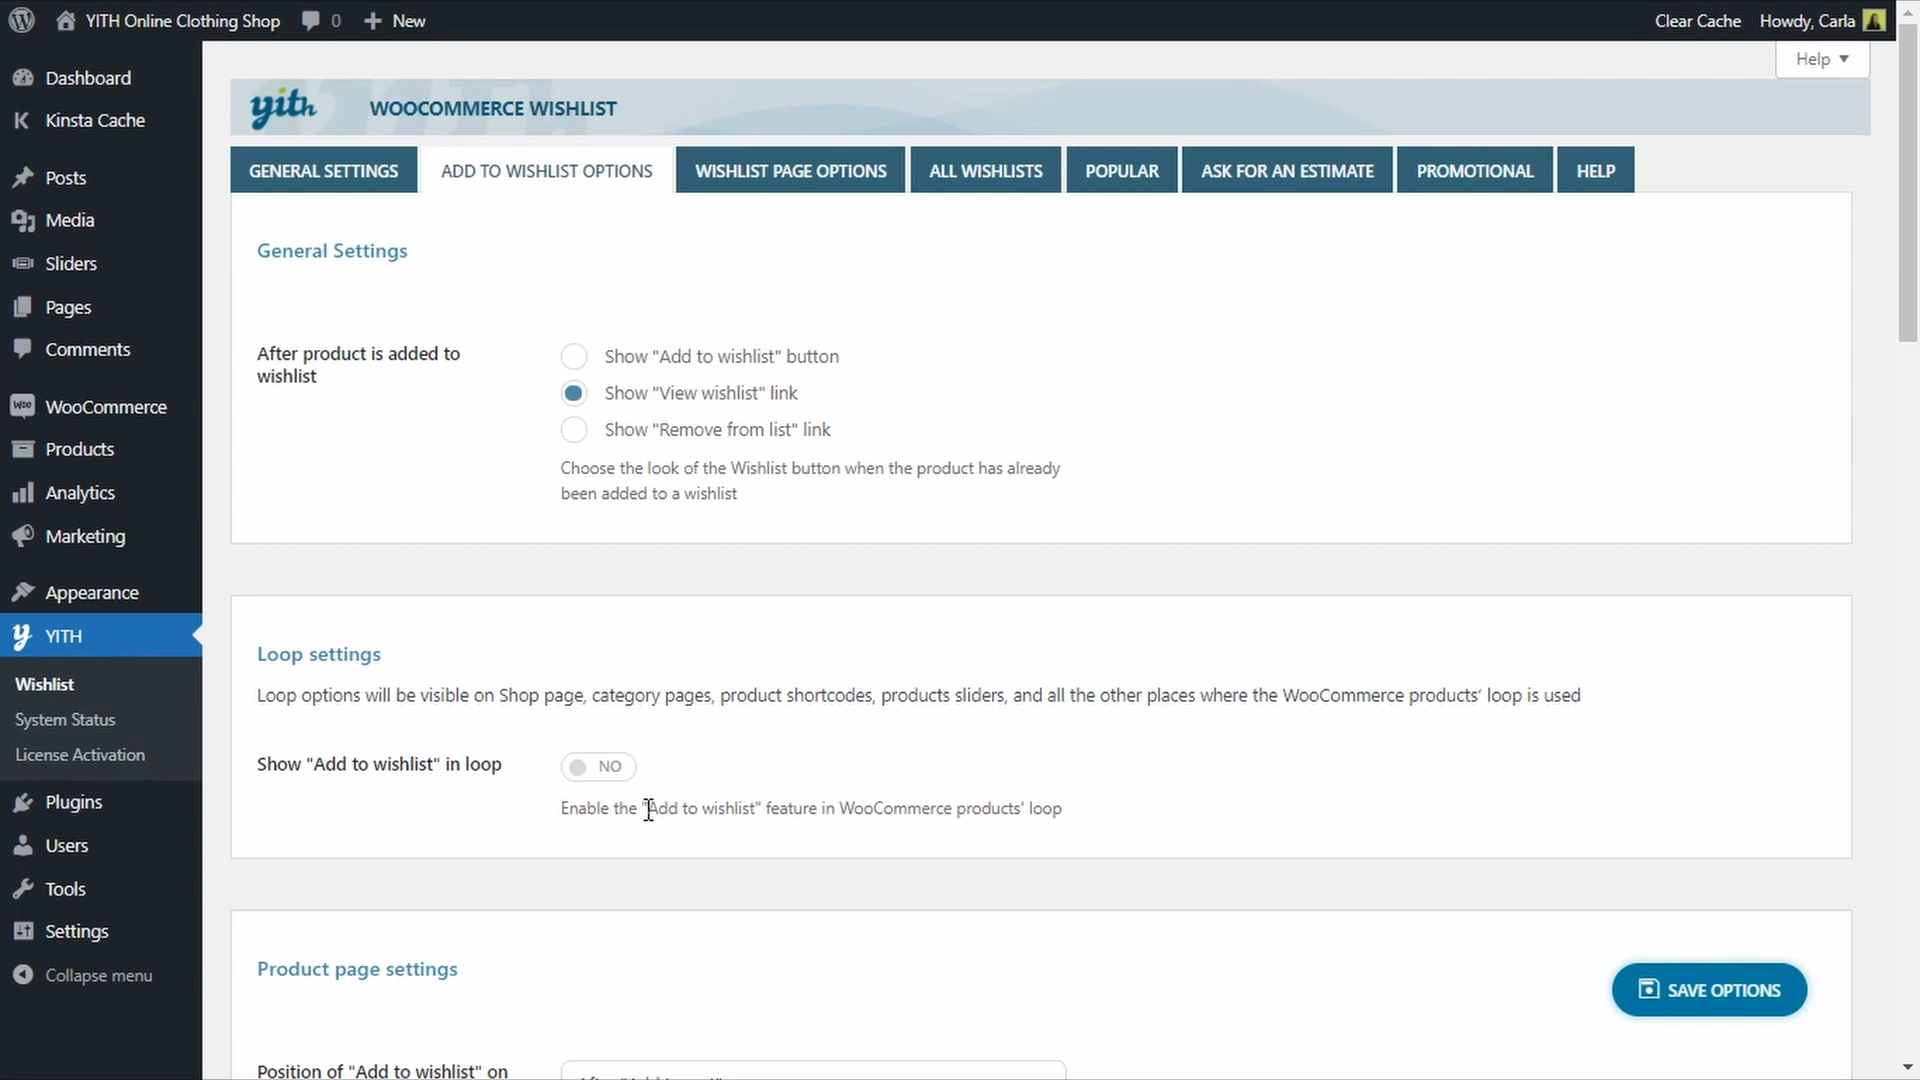 YITH Online Clothing Shop
0
New
Clear Cache
Howdy, Carla
Help
Dashboard
Kinsta Cache
Posts
Media
Sliders
Pages
Comments
WooCommerce
Products
Analytics
Marketing
Appearance
YITH
Wishlist
System Status
License Activation
Plugins
Users
Tools
Settings
Collapse menu
yith
WOOCOMMERCE WISHLIST
GENERAL SETTINGS
ADD TO WISHLIST OPTIONS
WISHLIST PAGE OPTIONS
ALL WISHLISTS
POPULAR
ASK FOR AN ESTIMATE
PROMOTIONAL
HELP
General Settings
After product is added to
wishlist
Show "Add to wishlist" button
Show "View wishlist" link
Show "Remove from list" link
Choose the look of the Wishlist button when the product has already
been added to a wishlist
Loop settings
Loop options will be visible on Shop page, category pages, product shortcodes, products sliders, and all the other places where the WooCommerce products' loop is used
Show "Add to wishlist" in loop
NO
Enable the "Add to wishlist" feature in WooCommerce products' loop
Product page settings
SAVE OPTIONS
Position of "Add to wishlist" on